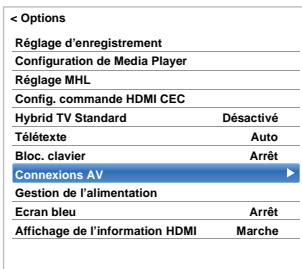 < Options
Réglage d'enregistrement
Configuration de Media Player
Réglage MHL
Config. commande HDMI CEC
Hybrid TV Standard Désactivé
Télétexte Auto
Bloc. clavier Arrêt
Connexions AV
Gestion de l'alimentation
Ecran bleu Arrêt
Affichage de l'information HDMI Marche